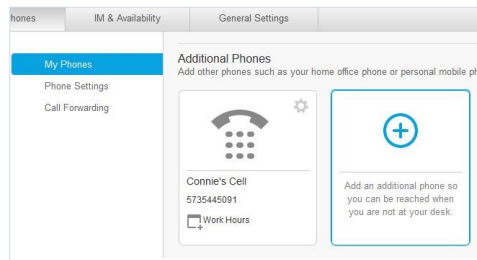 hones
IM & Availability
General Settings
My Phones
Phone Settings
Call Forwarding
Additional Phones
Add other phones such as your home office phone or personal mobile ph
Connie's Cell
5735445091
Work Hours
Add an additional phone so
you can be reached when
you are not at your desk.